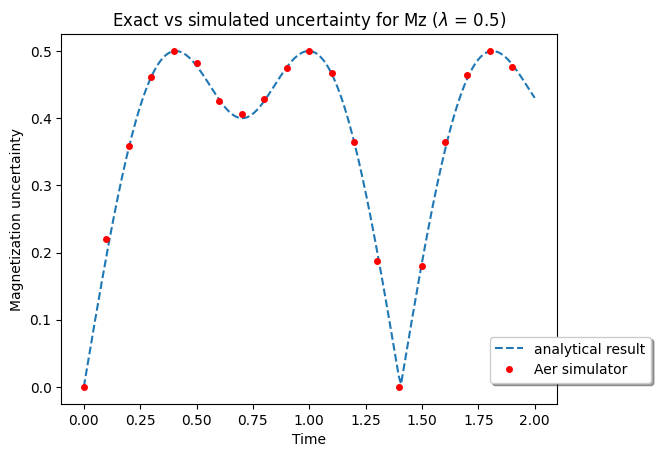 Exact vs simulated uncertainty for Mz (λ = 0.5)
Magnetization uncertainty
0.5
0.4
0.3
0.2
0.1
0.0
0.00 0.25 0.50 0.75 1.00 1.25 1.50 1.75 2.00
Time
analytical result
Aer simulator